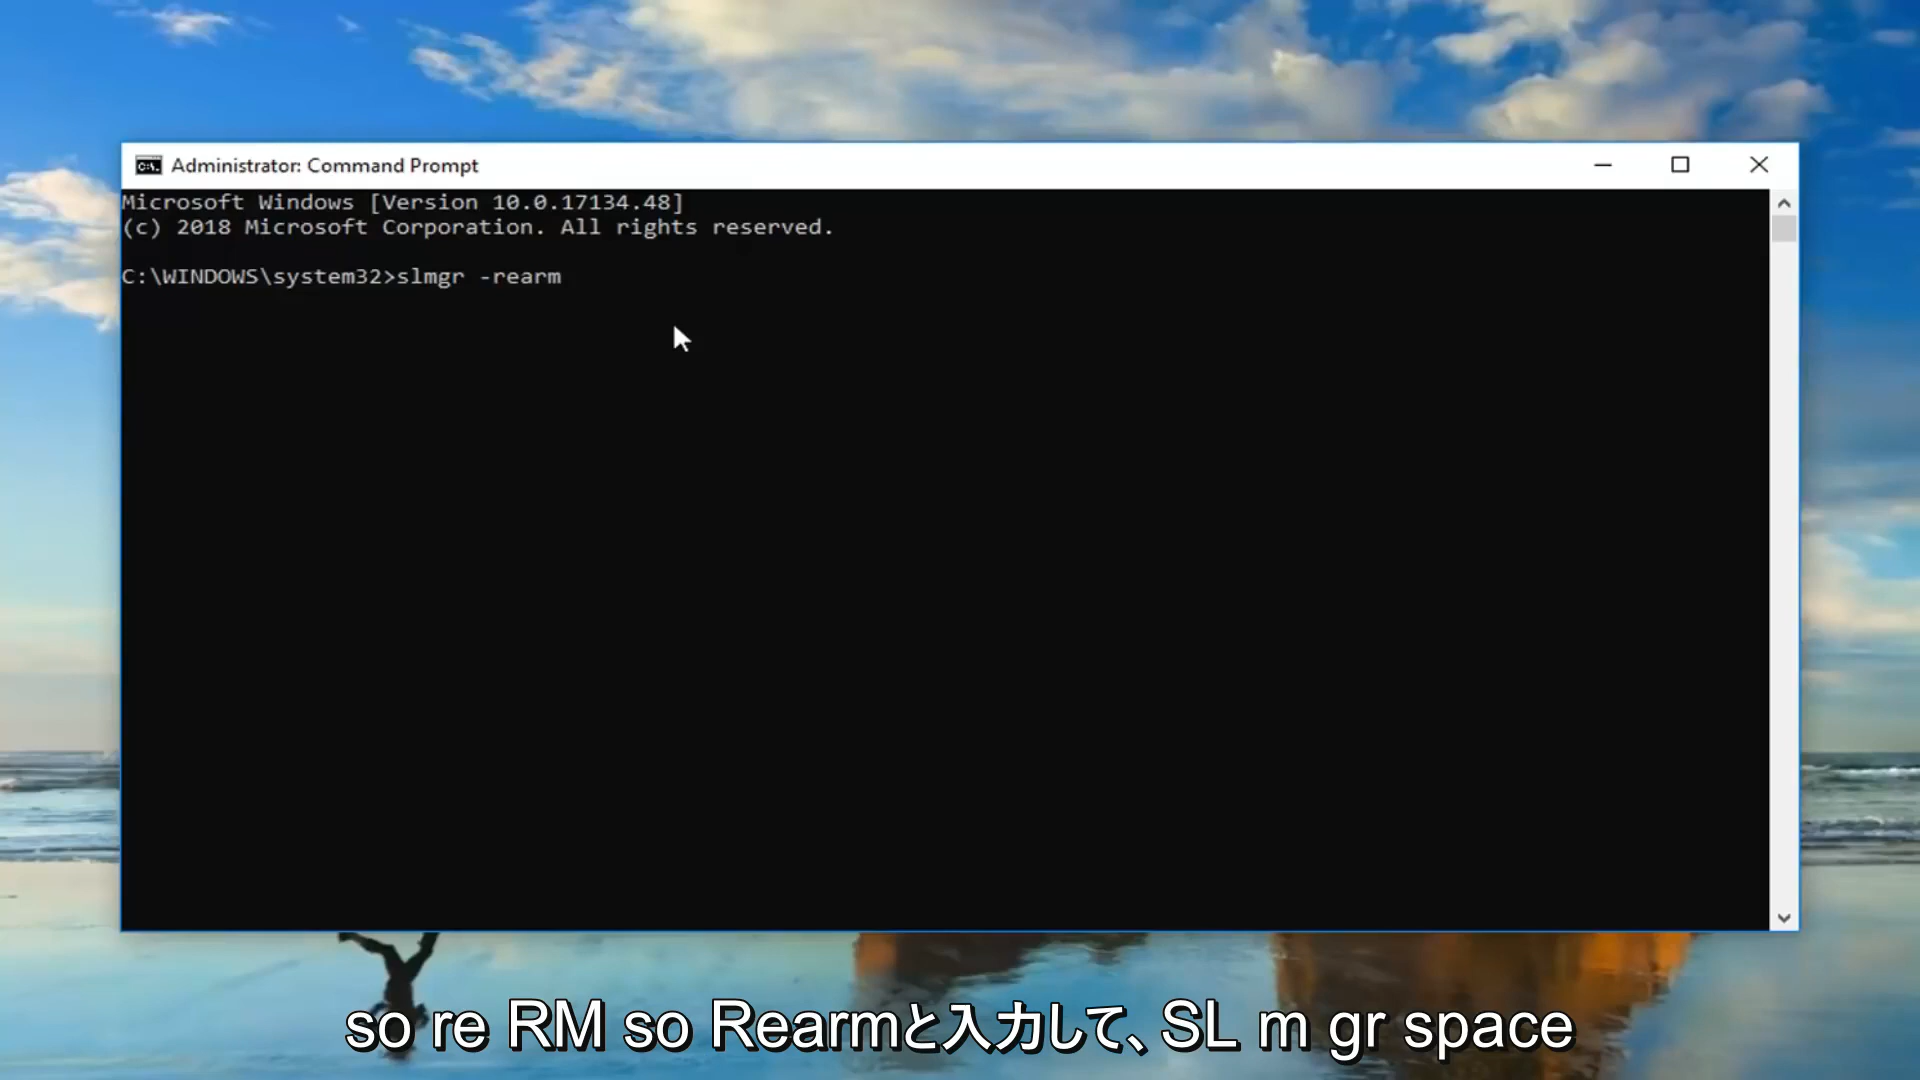 Administrator: Command Prompt
Microsoft Windows [Version 10.0.17134.48]
(c) 2018 Microsoft Corporation. All rights reserved.
C:\WINDOWS\system32>slmgr -rearm
so re RM so Rearmと入力して、SL m gr space